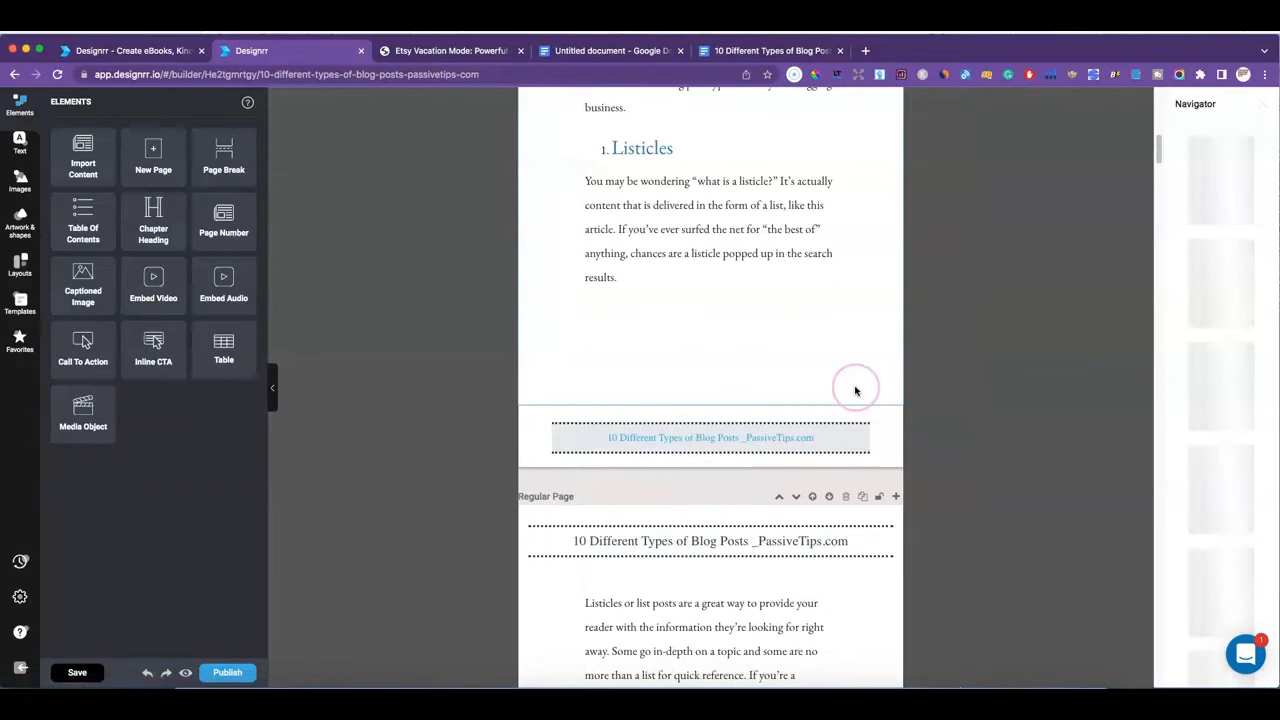 Designrr - Create eBooks, Kin
Designrr
Etsy Vacation Mode: Powerful
Untitled document - Google D
10 Different Types of Blog Pos
app.designrr.io/#/builder/He2tgmrtgy/10-different-types-of-blog-posts-passivetips-com
Elements
Text
Images
Artwork & shapes
Layouts
Templates
Favorites
ELEMENTS
Import Content
New Page
Page Break
Table Of Contents
Chapter Heading
Page Number
Captioned Image
Embed Video
Embed Audio
Call To Action
Inline CTA
Table
Media Object
Save
Publish
business.
1. Listicles
You may be wondering “what is a listicle?” It’s actually
content that is delivered in the form of a list, like this
article. If you’ve ever surfed the net for “the best of”
anything, chances are a listicle popped up in the search
results.
10 Different Types of Blog Posts _PassiveTips.com
Regular Page
10 Different Types of Blog Posts _PassiveTips.com
Listicles or list posts are a great way to provide your
reader with the information they’re looking for right
away. Some go in-depth on a topic and some are no
more than a list for quick reference. If you’re a
Navigator
1